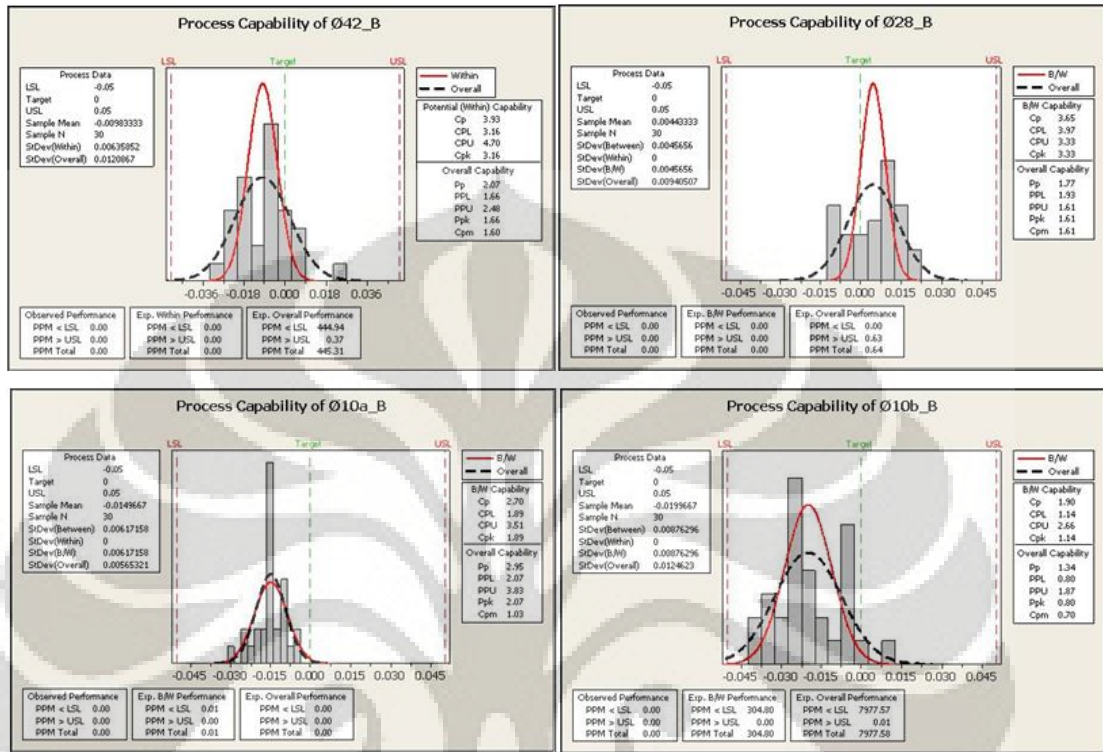 Process Capability of Ø42_B
LSL
Target
USL
Process Data
LSL -0.05
Target 0
USL 0.05
Sample Mean -0.00983333
Sample N 30
StDev(Within) 0.00635852
StDev(Overall) 0.0120867
Within
Overall
Potential (Within) Capability
Cp 3.93
CPL 3.16
CPU 4.70
Cpk 3.16
Overall Capability
Pp 2.07
PPL 1.66
PPU 2.48
Ppk 1.66
Cpm 1.60
-0.036 -0.018 0.000 0.018 0.036
Observed Performance
PPM < LSL 0.00
PPM > USL 0.00
PPM Total 0.00
Exp. Within Performance
PPM < LSL 0.00
PPM > USL 0.00
PPM Total 0.00
Exp. Overall Performance
PPM < LSL 444.94
PPM > USL 0.37
PPM Total 445.31
Process Capability of Ø28_B
LSL
Target
USL
Process Data
LSL -0.05
Target 0
USL 0.05
Sample Mean 0.00443333
Sample N 30
StDev(Between) 0.0045656
StDev(Within) 0
StDev(B/W) 0.0045656
StDev(Overall) 0.00940507
B/W
Overall
B/W Capability
Cp 3.65
CPL 3.97
CPU 3.33
Cpk 3.33
Overall Capability
Pp 1.77
PPL 1.93
PPU 1.61
Ppk 1.61
Cpm 1.61
-0.045 -0.030 -0.015 0.000 0.015 0.030 0.045
Observed Performance
PPM < LSL 0.00
PPM > USL 0.00
PPM Total 0.00
Exp. B/W Performance
PPM < LSL 0.00
PPM > USL 0.00
PPM Total 0.00
Exp. Overall Performance
PPM < LSL 0.00
PPM > USL 0.63
PPM Total 0.64
Process Capability of Ø10a_B
LSL
Target
USL
Process Data
LSL -0.05
Target 0
USL 0.05
Sample Mean -0.0149667
Sample N 30
StDev(Between) 0.00617158
StDev(Within) 0
StDev(B/W) 0.00617158
StDev(Overall) 0.00565321
B/W
Overall
B/W Capability
Cp 2.70
CPL 1.89
CPU 3.51
Cpk 1.89
Overall Capability
Pp 2.95
PPL 2.07
PPU 3.83
Ppk 2.07
Cpm 1.03
-0.045 -0.030 -0.015 0.000 0.015 0.030 0.045
Observed Performance
PPM < LSL 0.00
PPM > USL 0.00
PPM Total 0.00
Exp. B/W Performance
PPM < LSL 0.01
PPM > USL 0.00
PPM Total 0.01
Exp. Overall Performance
PPM < LSL 0.00
PPM > USL 0.00
PPM Total 0.00
Process Capability of Ø10b_B
LSL
Target
USL
Process Data
LSL -0.05
Target 0
USL 0.05
Sample Mean -0.0199667
Sample N 30
StDev(Between) 0.00876296
StDev(Within) 0
StDev(B/W) 0.00876296
StDev(Overall) 0.0124623
B/W
Overall
B/W Capability
Cp 1.90
CPL 1.14
CPU 2.66
Cpk 1.14
Overall Capability
Pp 1.34
PPL 0.80
PPU 1.87
Ppk 0.80
Cpm 0.70
-0.045 -0.030 -0.015 0.000 0.015 0.030 0.045
Observed Performance
PPM < LSL 0.00
PPM > USL 0.00
PPM Total 0.00
Exp. B/W Performance
PPM < LSL 304.80
PPM > USL 0.00
PPM Total 304.80
Exp. Overall Performance
PPM < LSL 7977.57
PPM > USL 0.01
PPM Total 7977.58